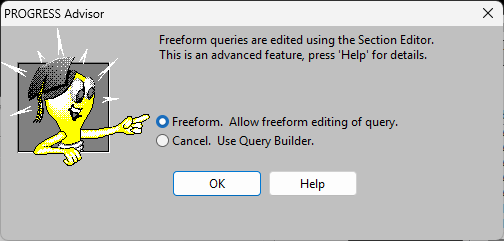 PROGRESS Advisor
Freeform queries are edited using the Section Editor.
This is an advanced feature, press 'Help' for details.
Freeform.  Allow freeform editing of query.
Cancel.  Use Query Builder.
OK
Help